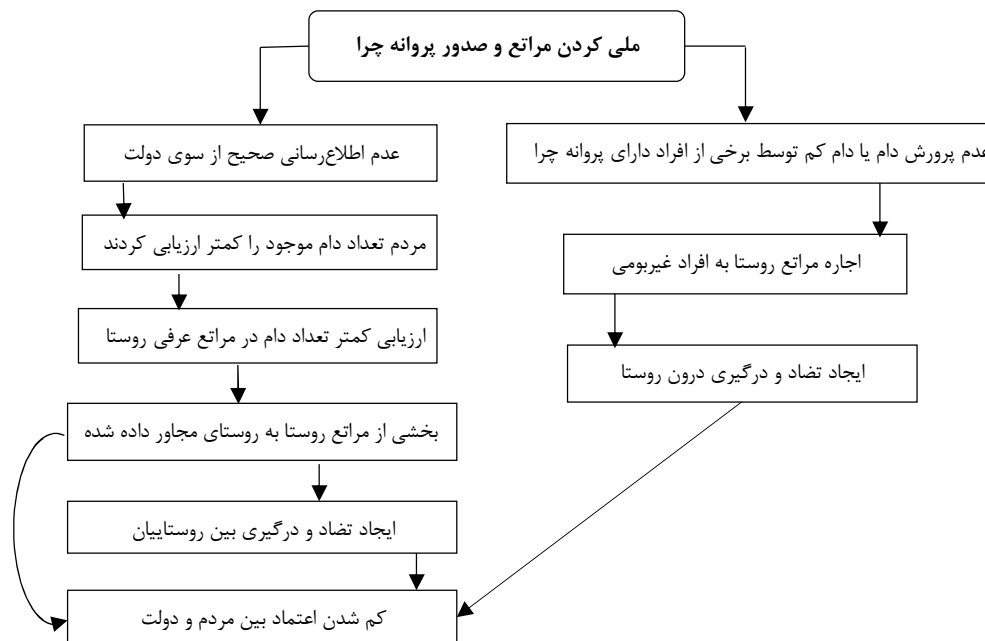 ملی کردن مراتع و صدور پروانه چرا
عدم پرورش دام یا دام کم توسط برخی از افراد دارای پروانه چرا
عدم اطلاع‌رسانی صحیح از سوی دولت
مردم تعداد دام موجود را کمتر ارزیابی کردند
اجاره مراتع روستا به افراد غیربومی
ارزیابی کمتر تعداد دام در مراتع عرفی روستا
ایجاد تضاد و درگیری درون روستا
بخشی از مراتع روستا به روستای مجاور داده شده
ایجاد تضاد و درگیری بین روستاییان
کم شدن اعتماد بین مردم و دولت